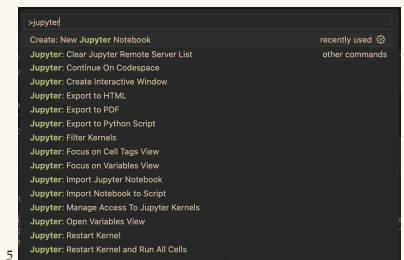 >jupyter
Create: New Jupyter Notebook recently used
Jupyter: Clear Jupyter Remote Server List other commands
Jupyter: Continue On Codespace
Jupyter: Create Interactive Window
Jupyter: Export to HTML
Jupyter: Export to PDF
Jupyter: Export to Python Script
Jupyter: Filter Kernels
Jupyter: Focus on Cell Tags View
Jupyter: Focus on Variables View
Jupyter: Import Jupyter Notebook
Jupyter: Import Notebook to Script
Jupyter: Manage Access To Jupyter Kernels
Jupyter: Open Variables View
Jupyter: Restart Kernel
Jupyter: Restart Kernel and Run All Cells
5